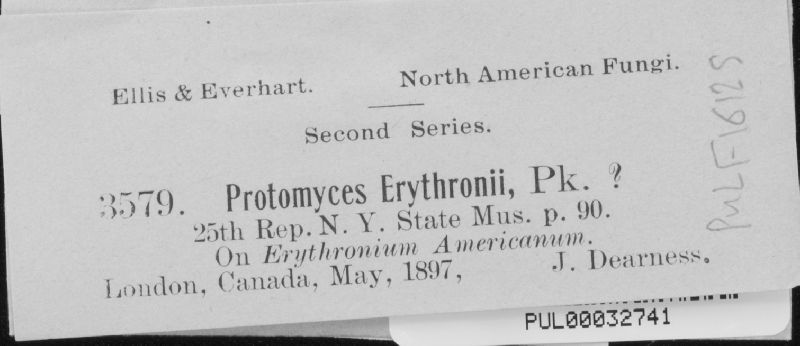 Ellis & Everhart. North American Fungi.
Second Series.
3579. Protomyces Erythronii, Pk. ?
25th Rep. N. Y. State Mus. p. 90.
On Erythronium Americanum.
London, Canada, May, 1897, J. Dearness.
PUL F16125
PUL00032741